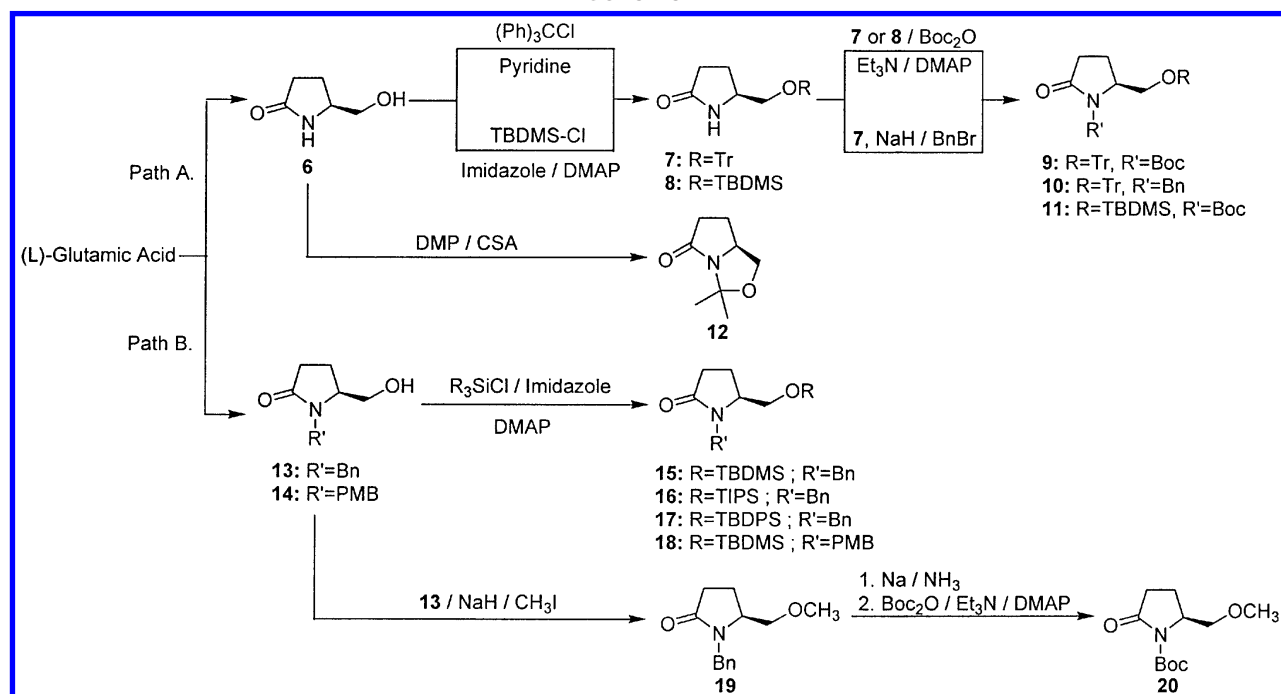 (Ph)₃CCl
Pyridine
TBDMS-Cl
Imidazole / DMAP
7 or 8 / Boc₂O
Et₃N / DMAP
7, NaH / BnBr
O
N
H
OH
6
O
N
H
OR
7: R=Tr
8: R=TBDMS
O
N
R'
OR
9: R=Tr, R'=Boc
10: R=Tr, R'=Bn
11: R=TBDMS, R'=Boc
Path A.
(L)-Glutamic Acid
Path B.
DMP / CSA
O
N
O
12
O
N
R'
OH
13: R'=Bn
14: R'=PMB
R₃SiCl / Imidazole
DMAP
O
N
R'
OR
15: R=TBDMS ; R'=Bn
16: R=TIPS ; R'=Bn
17: R=TBDPS ; R'=Bn
18: R=TBDMS ; R'=PMB
13 / NaH / CH₃I
O
N
Bn
OCH₃
19
1. Na / NH₃
2. Boc₂O / Et₃N / DMAP
O
N
Boc
OCH₃
20